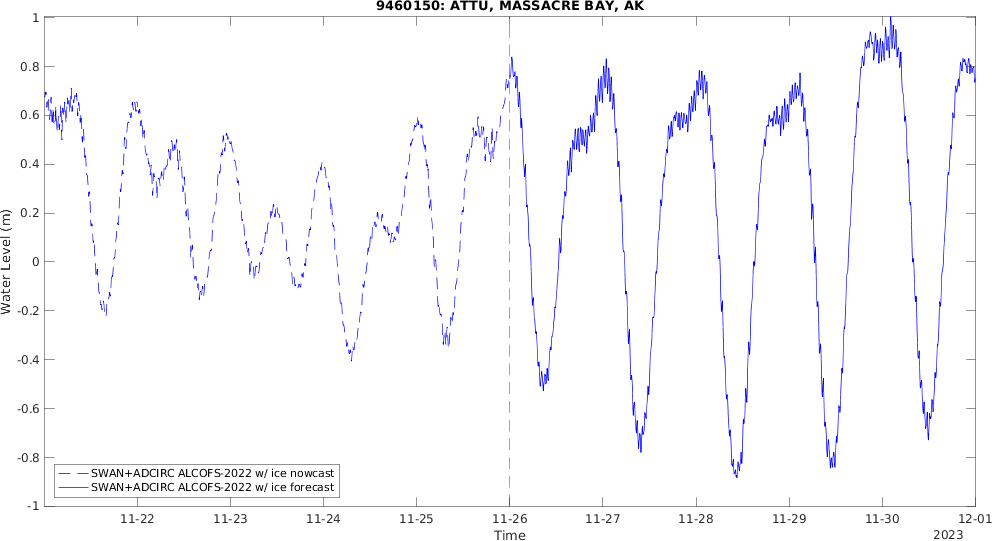 9460150: ATTU, MASSACRE BAY, AK
1
0.8
0.6
0.4
0.2
0
-0.2
-0.4
-0.6
-0.8
-1
Water Level (m)
SWAN+ADCIRC ALCOFS-2022 w/ ice nowcast
SWAN+ADCIRC ALCOFS-2022 w/ ice forecast
11-22 11-23 11-24 11-25 11-26 11-27 11-28 11-29 11-30 12-01
Time
2023